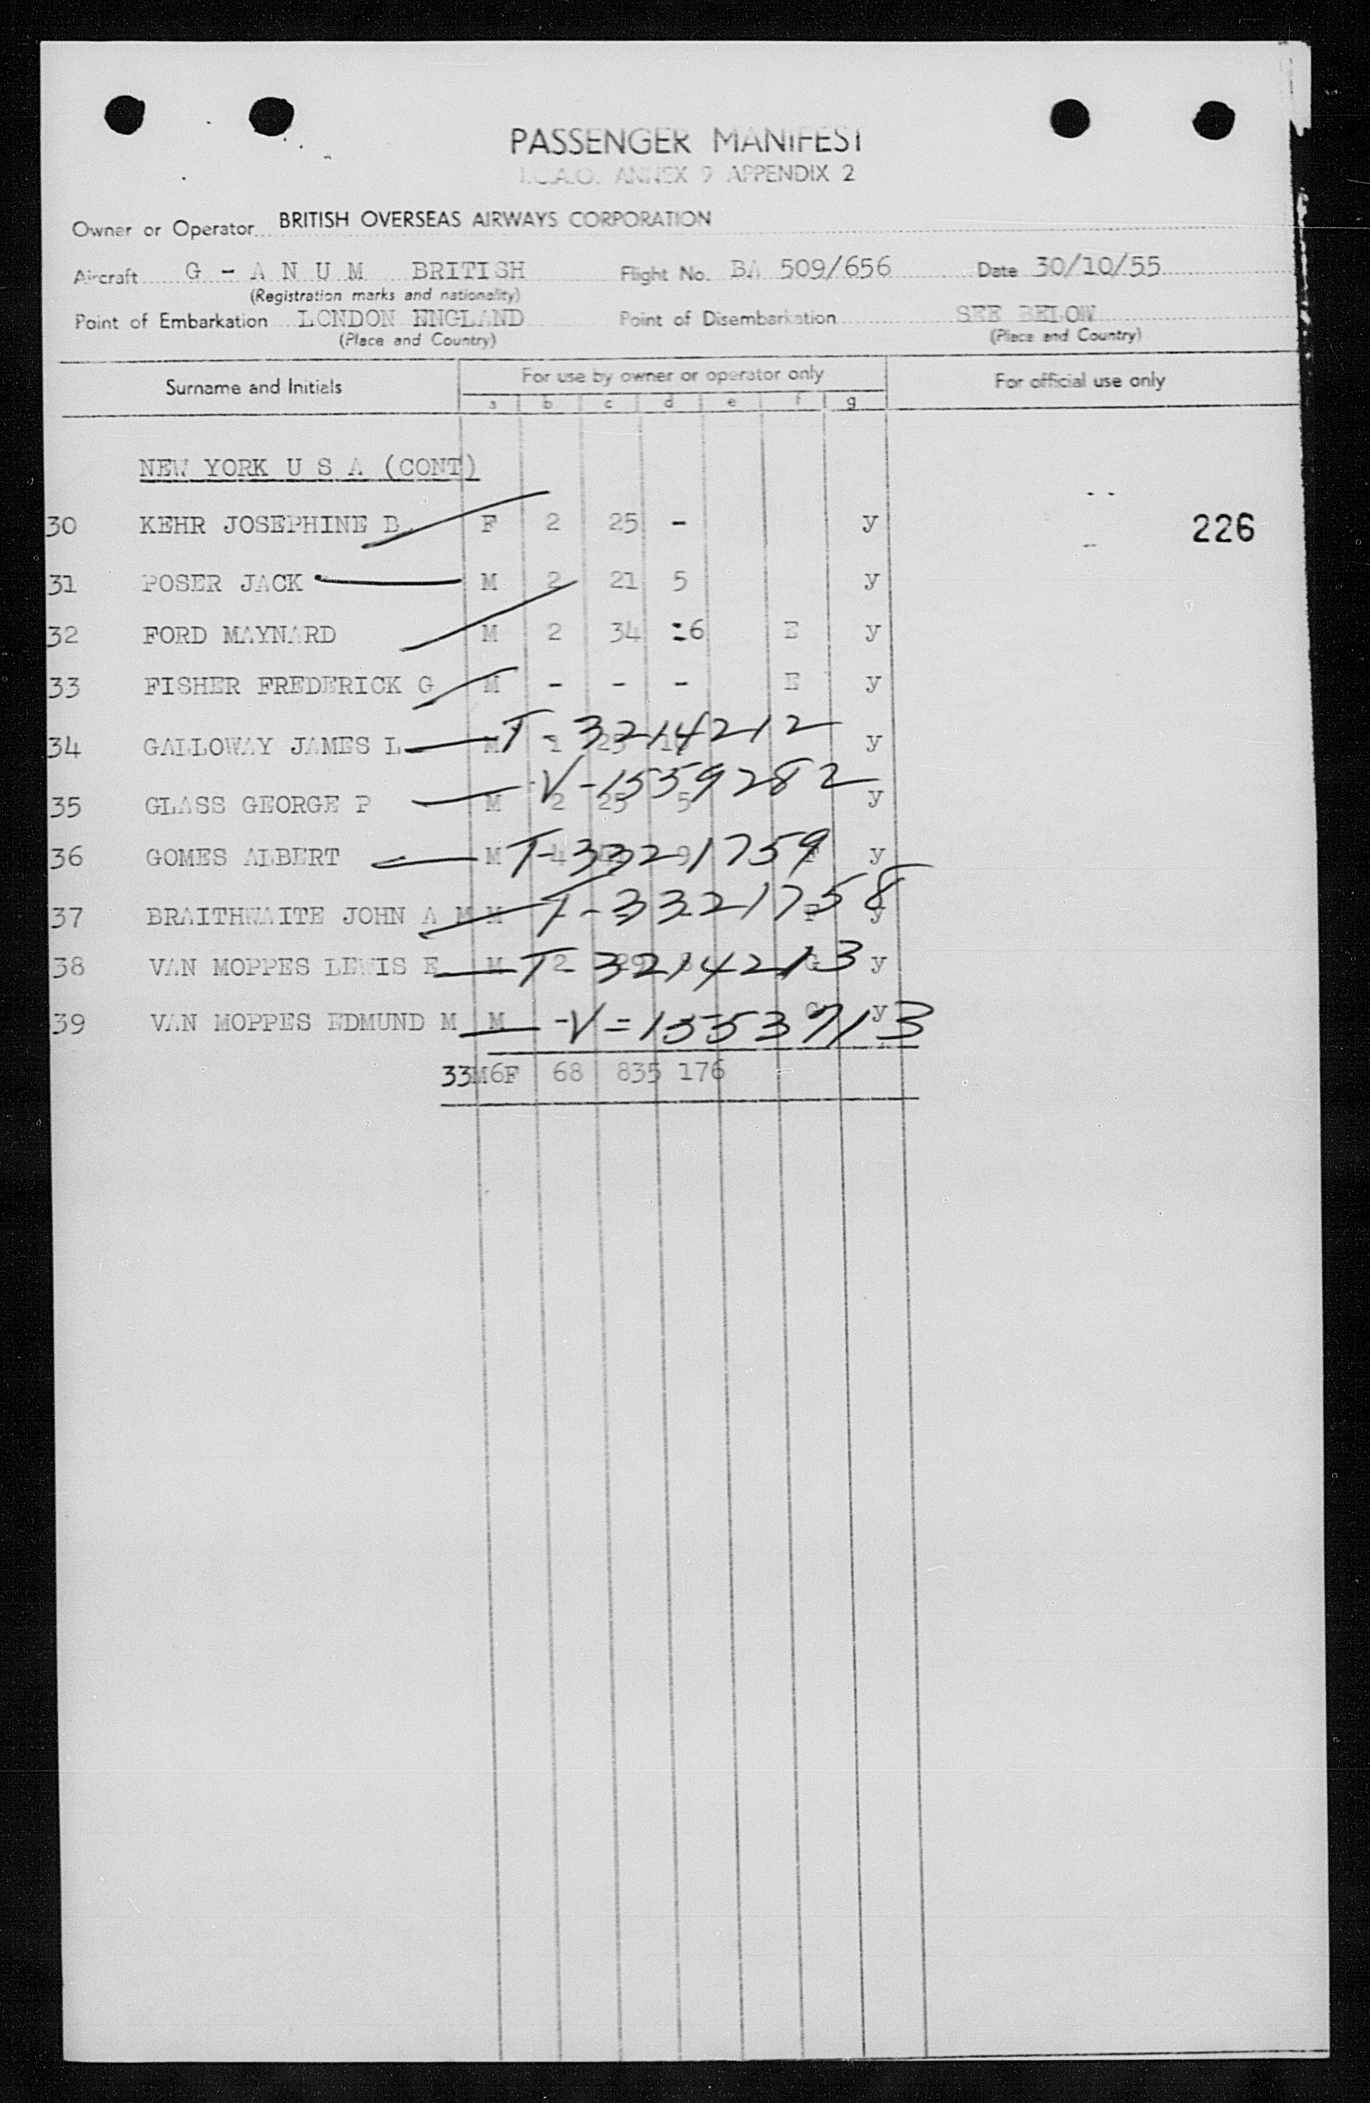 PASSENGER MANIFEST
I.C.A.O. ANNEX 9 APPENDIX 2
Owner or Operator BRITISH OVERSEAS AIRWAYS CORPORATION
Aircraft G - A N U M BRITISH Flight No. BA 509/656 Date 30/10/55
(Registration marks and nationality)
Point of Embarkation LONDON ENGLAND Point of Disembarkation SEE BELOW
(Place and Country) (Place and Country)
Surname and Initials For use by owner or operator only For official use only
a b c d e f g
NEW YORK U S A (CONT)
30 KEHR JOSEPHINE B. F 2 25 - y 226
31 POSER JACK M 2 21 5 y
32 FORD MAYNARD M 2 34 16 E y
33 FISHER FREDERICK G M - - - E y
34 GALLOWAY JAMES L M T-3214212 y
35 GLASS GEORGE P M 2 25 5 V-1559282 y
36 GOMES ALBERT M T-3321759 y
37 BRAITHWAITE JOHN A M M T-3321758 y
38 VAN MOPPES LEWIS E M 2 T-3214213 G y
39 VAN MOPPES EDMUND M M - V-1553713 G y
33M6F 68 835 176